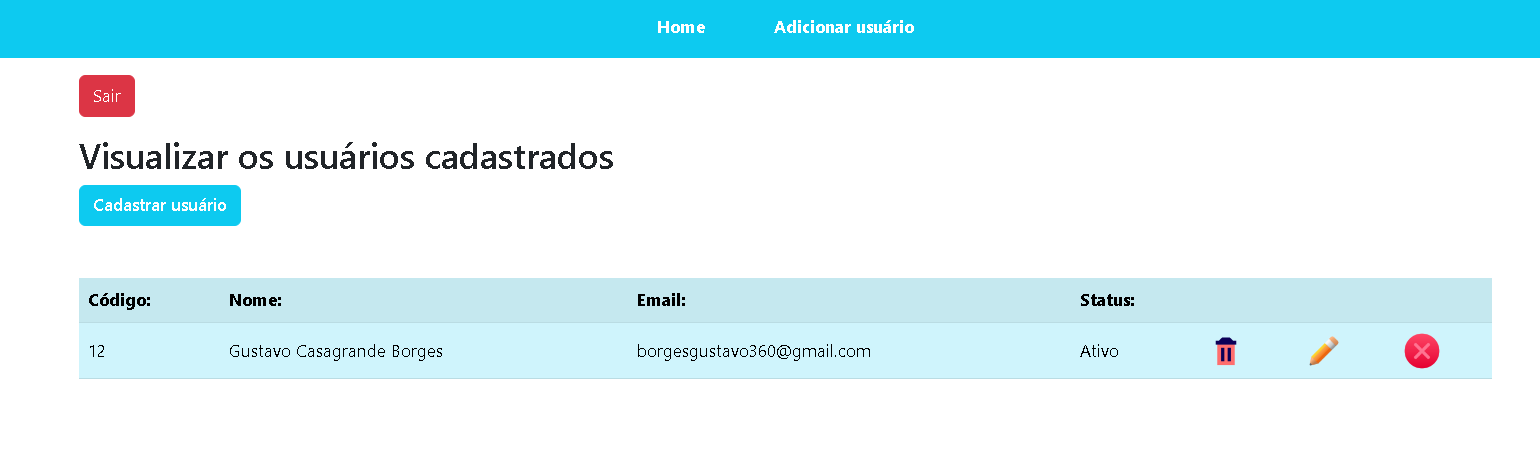 Home Adicionar usuário
Sair
Visualizar os usuários cadastrados
Cadastrar usuário
Código: Nome: Email: Status:
12 Gustavo Casagrande Borges borgesgustavo360@gmail.com Ativo